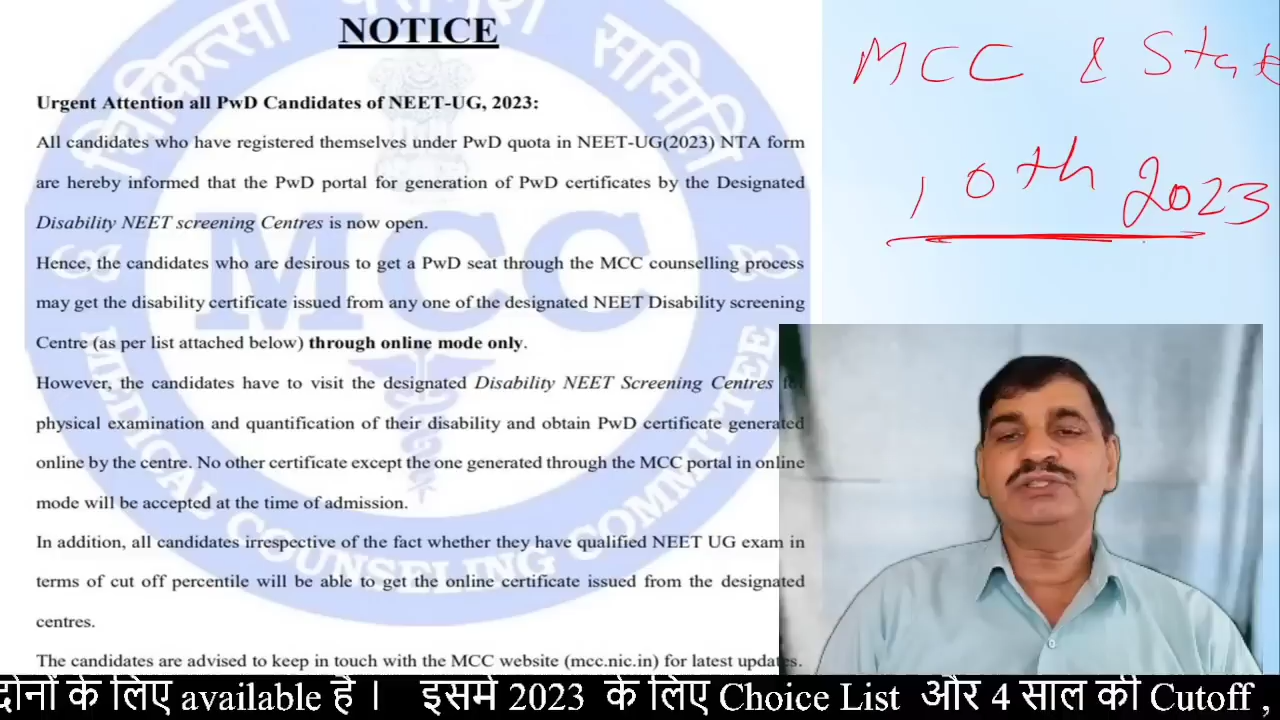 NOTICE
Urgent Attention all PwD Candidates of NEET-UG, 2023:
All candidates who have registered themselves under PwD quota in NEET-UG(2023) NTA form
are hereby informed that the PwD portal for generation of PwD certificates by the Designated
Disability NEET screening Centres is now open.
Hence, the candidates who are desirous to get a PwD seat through the MCC counselling process
may get the disability certificate issued from any one of the designated NEET Disability screening
Centre (as per list attached below) through online mode only.
However, the candidates have to visit the designated Disability NEET Screening Centres for
physical examination and quantification of their disability and obtain PwD certificate generated
online by the centre. No other certificate except the one generated through the MCC portal in online
mode will be accepted at the time of admission.
In addition, all candidates irrespective of the fact whether they have qualified NEET UG exam in
terms of cut off percentile will be able to get the online certificate issued from the designated
centres.
The candidates are advised to keep in touch with the MCC website (mcc.nic.in) for latest updates.
MCC & State
10th 2023
MCC
MEDICAL COUNSELING COMMITTEE
चिकित्सा समिति
दोनों के लिए available है । इसमें 2023 के लिए Choice List और 4 साल की Cutoff ,